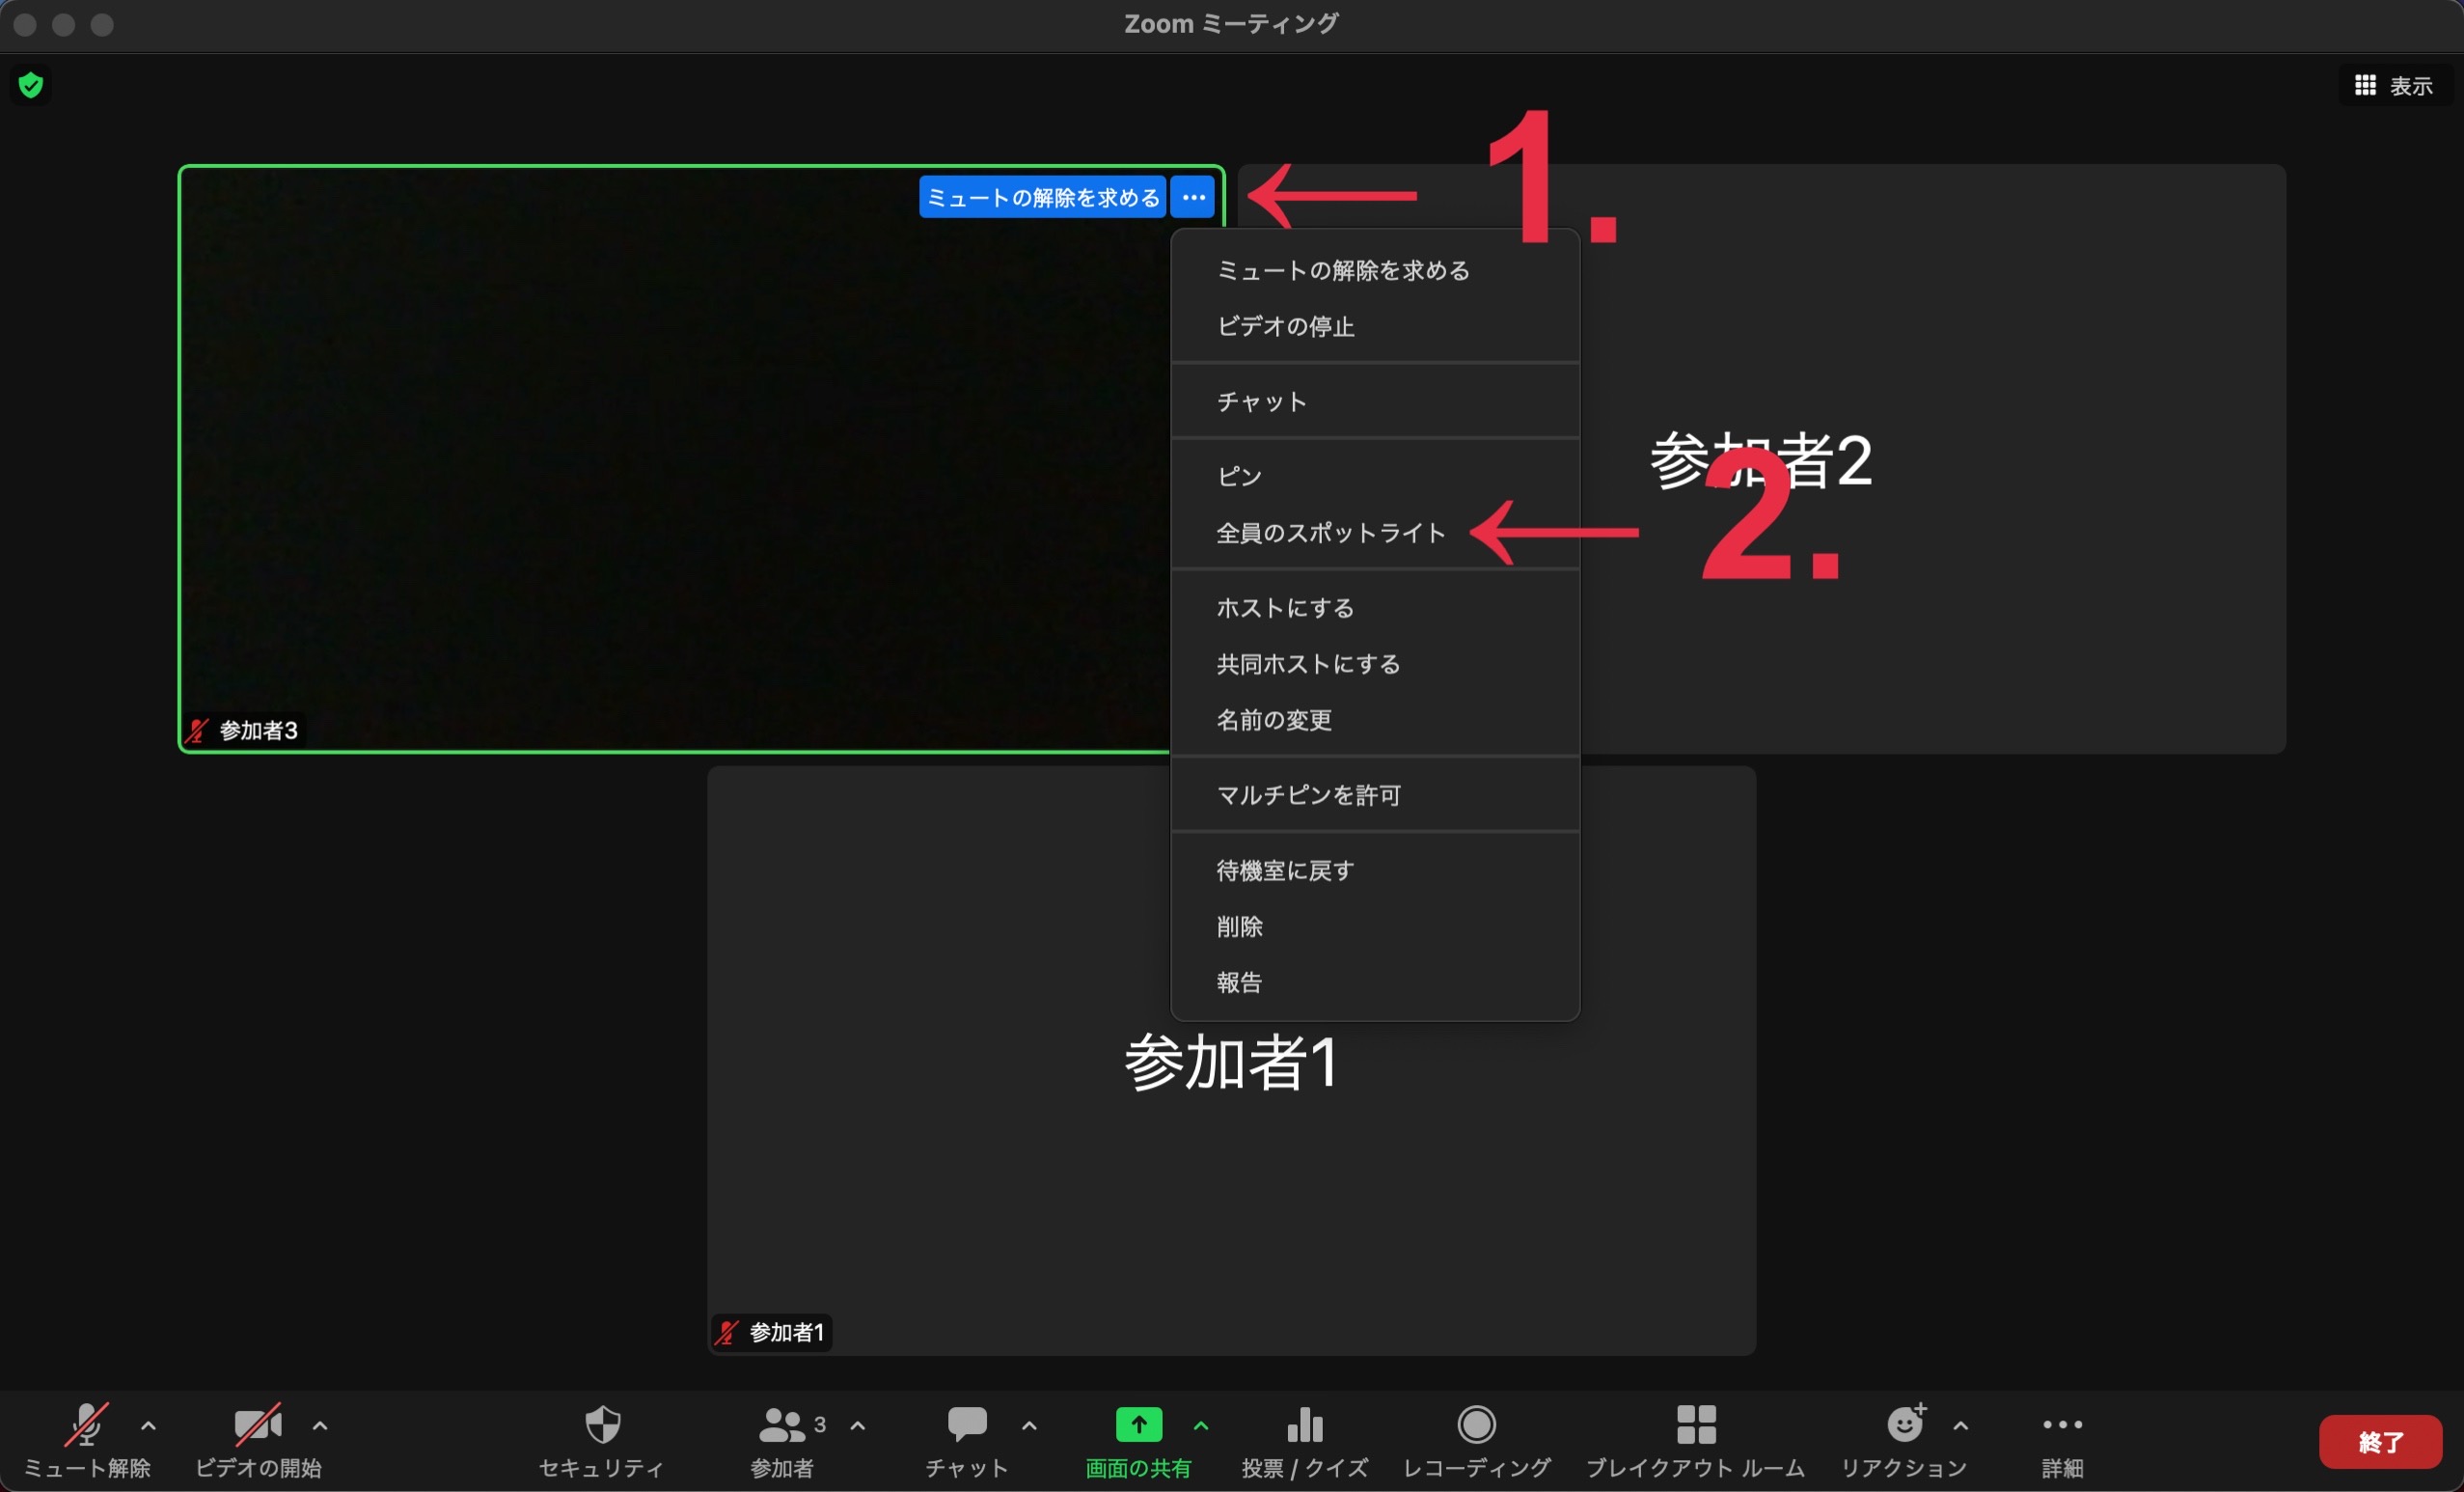 Zoom ミーティング
表示
ミュートの解除を求める
1.
ミュートの解除を求める
ビデオの停止
チャット
ピン
全員のスポットライト
2.
ホストにする
共同ホストにする
名前の変更
マルチピンを許可
待機室に戻す
削除
報告
参加者2
参加者3
参加者1
参加者1
3
ミュート解除
ビデオの開始
セキュリティ
参加者
チャット
画面の共有
投票 / クイズ
レコーディング
ブレイクアウト ルーム
リアクション
詳細
終了